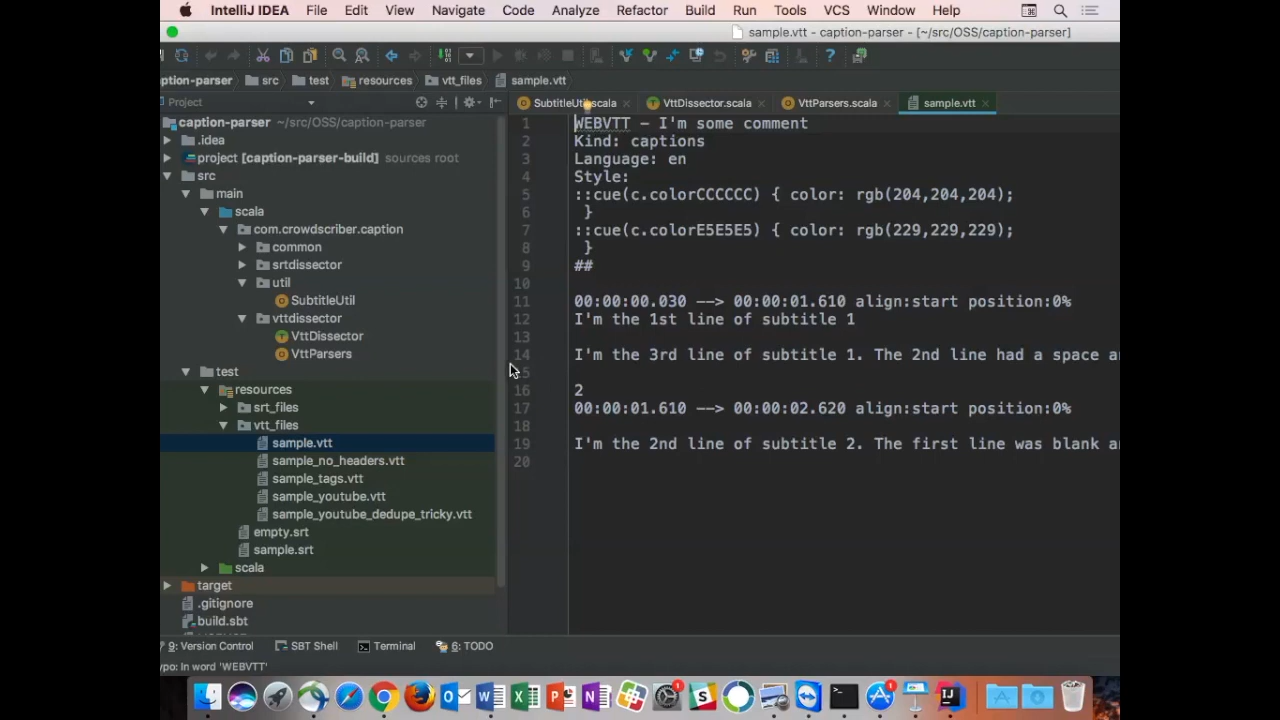 IntelliJ IDEA File Edit View Navigate Code Analyze Refactor Build Run Tools VCS Window Help
sample.vtt - caption-parser - [~/src/OSS/caption-parser]
aption-parser src test resources vtt_files sample.vtt
Project
SubtitleUtil.scala VttDissector.scala VttParsers.scala sample.vtt
caption-parser ~/src/OSS/caption-parser
.idea
project [caption-parser-build] sources root
src
main
scala
com.crowdscriber.caption
common
srtdissector
util
SubtitleUtil
vttdissector
VttDissector
VttParsers
test
resources
srt_files
vtt_files
sample.vtt
sample_no_headers.vtt
sample_tags.vtt
sample_youtube.vtt
sample_youtube_dedupe_tricky.vtt
empty.srt
sample.srt
scala
target
.gitignore
build.sbt
1 WEBVTT - I'm some comment
2 Kind: captions
3 Language: en
4 Style:
5 ::cue(c.colorCCCCCC) { color: rgb(204,204,204);
6 }
7 ::cue(c.colorE5E5E5) { color: rgb(229,229,229);
8 }
9 ##
10
11 00:00:00.030 --> 00:00:01.610 align:start position:0%
12 I'm the 1st line of subtitle 1
13
14 I'm the 3rd line of subtitle 1. The 2nd line had a space a
15
16 2
17 00:00:01.610 --> 00:00:02.620 align:start position:0%
18
19 I'm the 2nd line of subtitle 2. The first line was blank a
20
9: Version Control SBT Shell Terminal 6: TODO
ypo: In word 'WEBVTT'